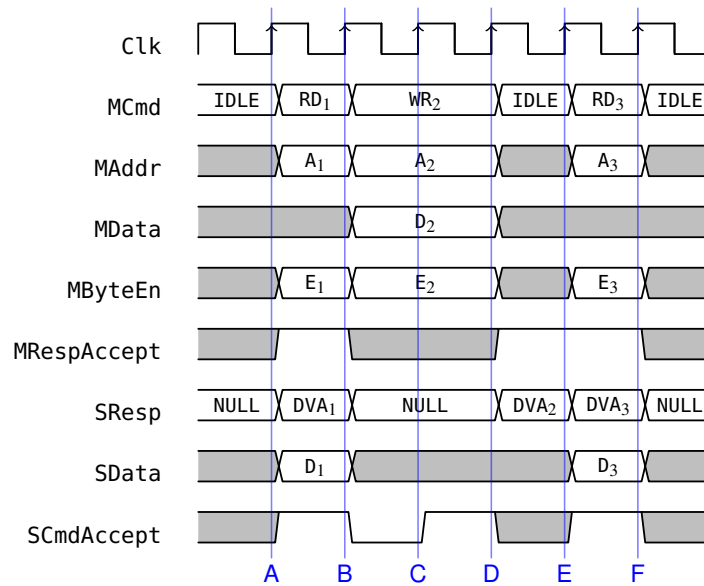 Clk
MCmd IDLE RD1 WR2 IDLE RD3 IDLE
MAddr A1 A2 A3
MData D2
MByteEn E1 E2 E3
MRespAccept
SResp NULL DVA1 NULL DVA2 DVA3 NULL
SData D1 D3
SCmdAccept
A B C D E F